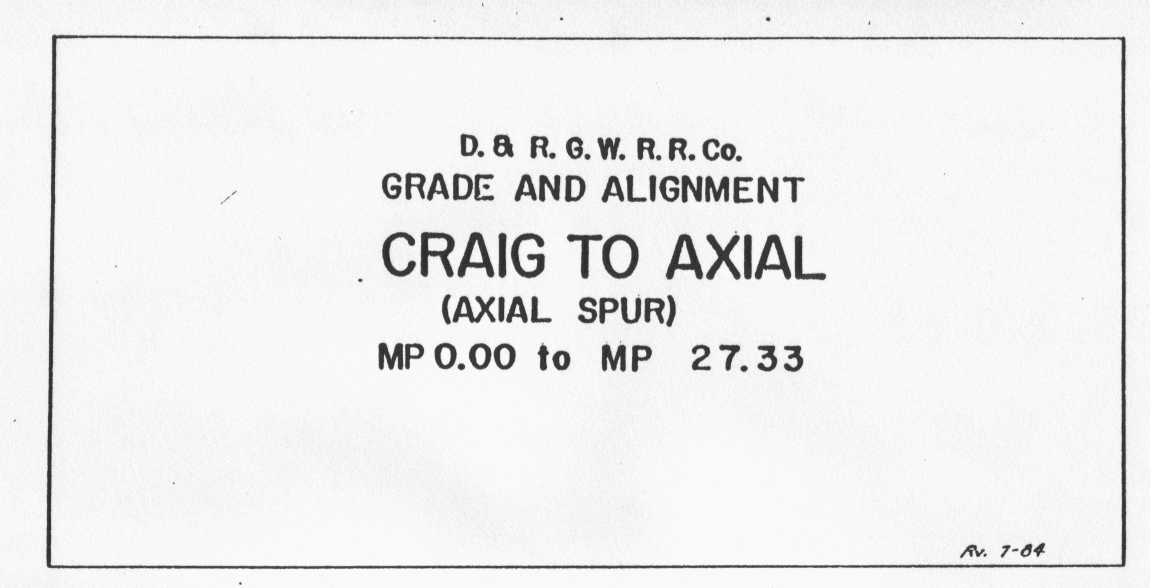 D. & R. G. W. R. R. Co.
GRADE AND ALIGNMENT
CRAIG TO AXIAL
(AXIAL SPUR)
MP 0.00 to MP 27.33
Rv. 7-84